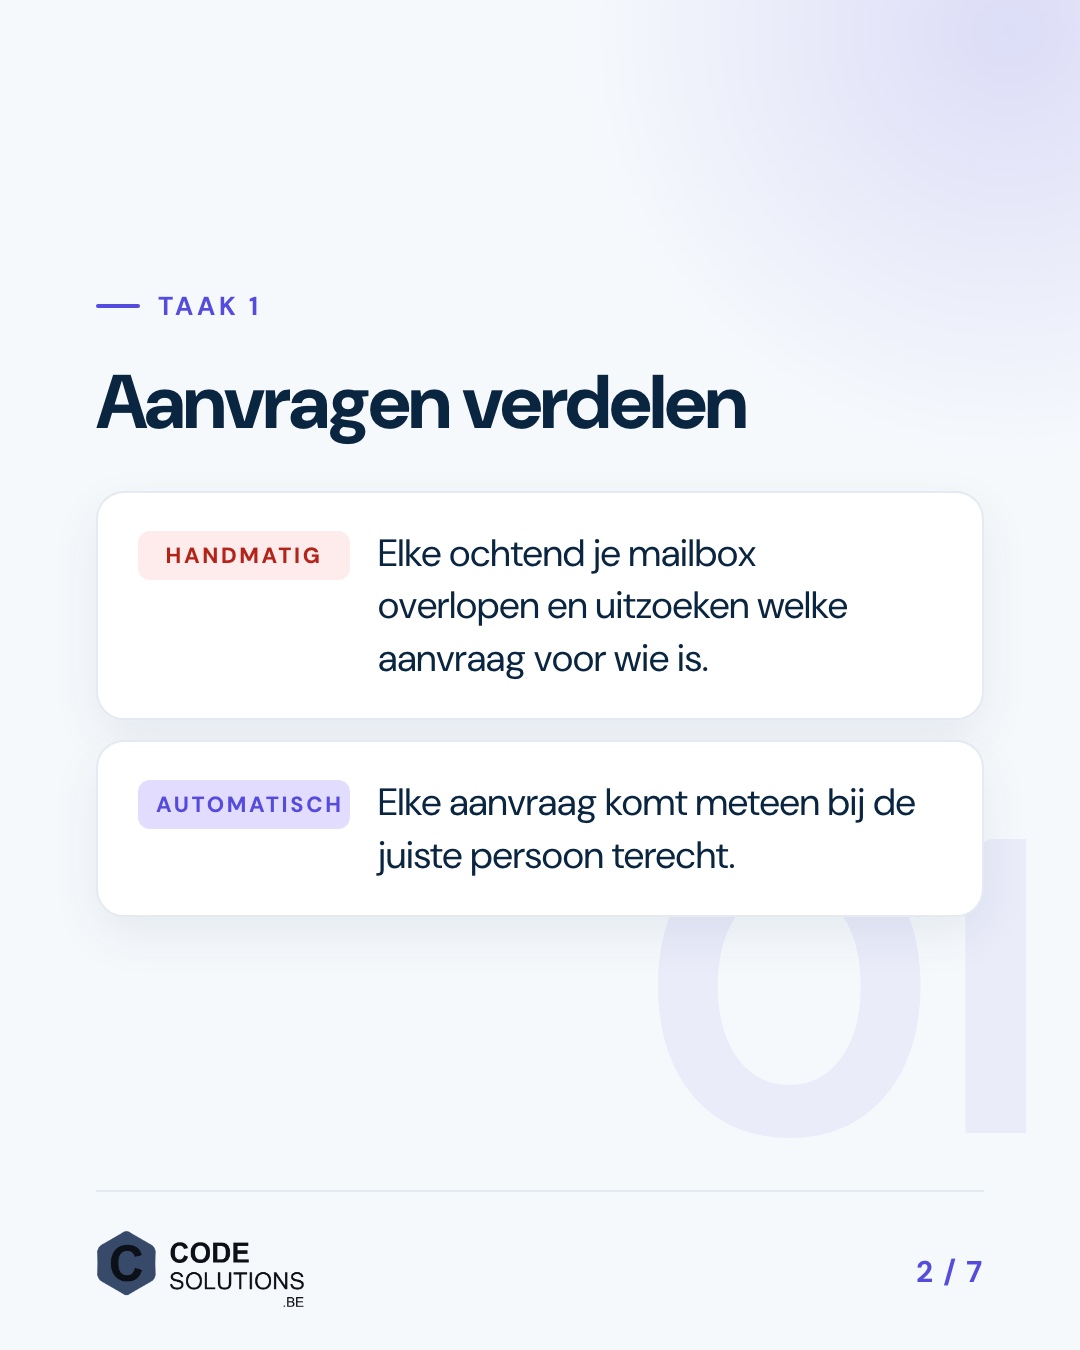 TAAK 1
Aanvragen verdelen
HANDMATIG
Elke ochtend je mailbox
overlopen en uitzoeken welke
aanvraag voor wie is.
AUTOMATISCH
Elke aanvraag komt meteen bij de
juiste persoon terecht.
01
C
CODE
SOLUTIONS
.BE
2 / 7